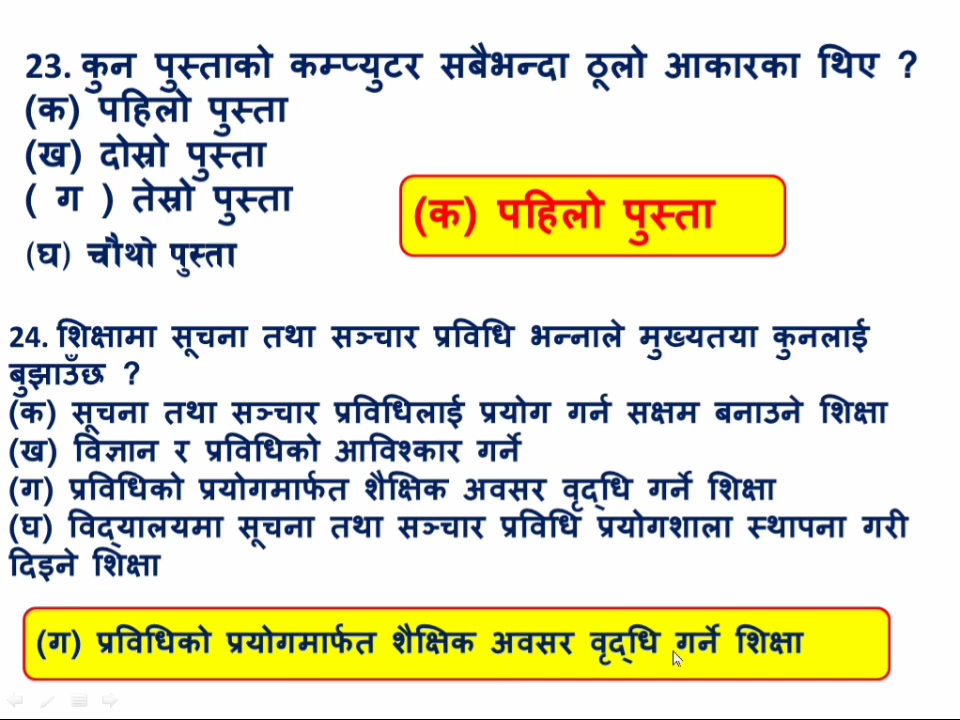 23. कुन पुस्ताको कम्प्युटर सबैभन्दा ठूलो आकारका थिए ?
(क) पहिलो पुस्ता
(ख) दोस्रो पुस्ता
( ग ) तेस्रो पुस्ता
(घ) चौथो पुस्ता
(क) पहिलो पुस्ता
24. शिक्षामा सूचना तथा सञ्चार प्रविधि भन्नाले मुख्यतया कुनलाई
बुझाउँछ ?
(क) सूचना तथा सञ्चार प्रविधिलाई प्रयोग गर्न सक्षम बनाउने शिक्षा
(ख) विज्ञान र प्रविधिको आविश्कार गर्ने
(ग) प्रविधिको प्रयोगमार्फत शैक्षिक अवसर वृद्धि गर्ने शिक्षा
(घ) विद्यालयमा सूचना तथा सञ्चार प्रविधि प्रयोगशाला स्थापना गरी
दिइने शिक्षा
(ग) प्रविधिको प्रयोगमार्फत शैक्षिक अवसर वृद्धि गर्ने शिक्षा